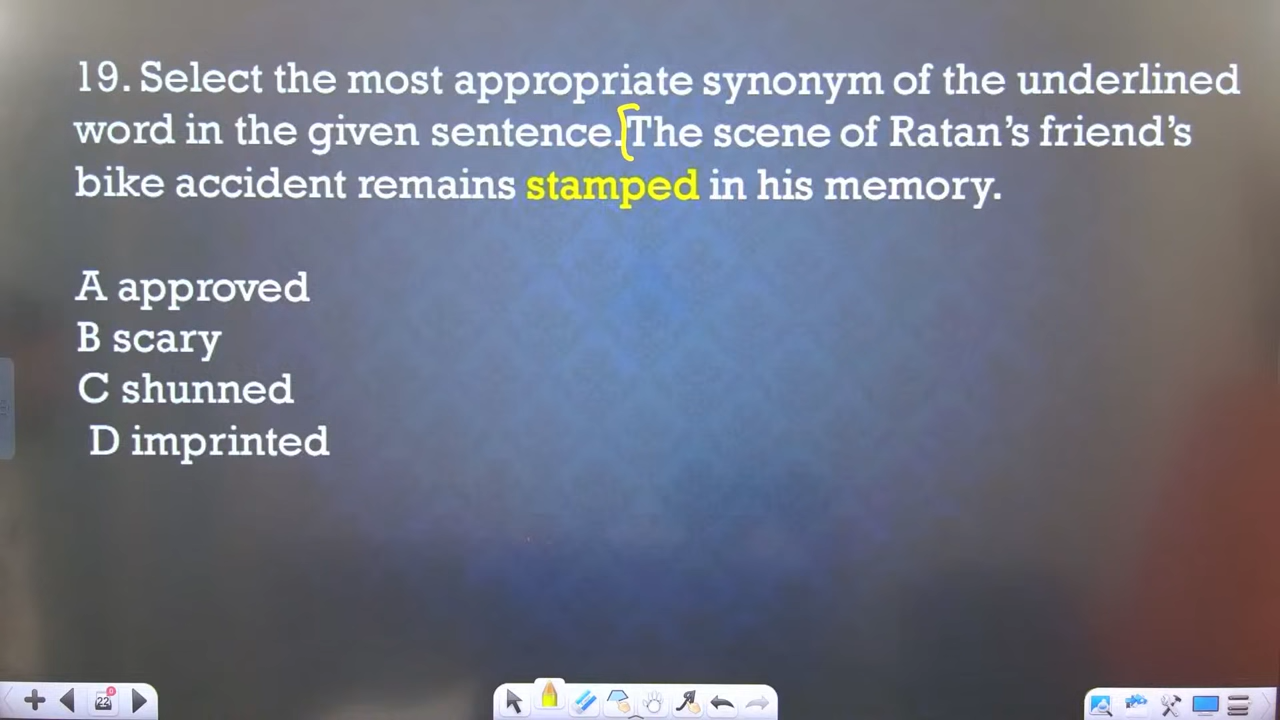 19. Select the most appropriate synonym of the underlined
word in the given sentence. The scene of Ratan’s friend’s
bike accident remains stamped in his memory.
A approved
B scary
C shunned
D imprinted
22